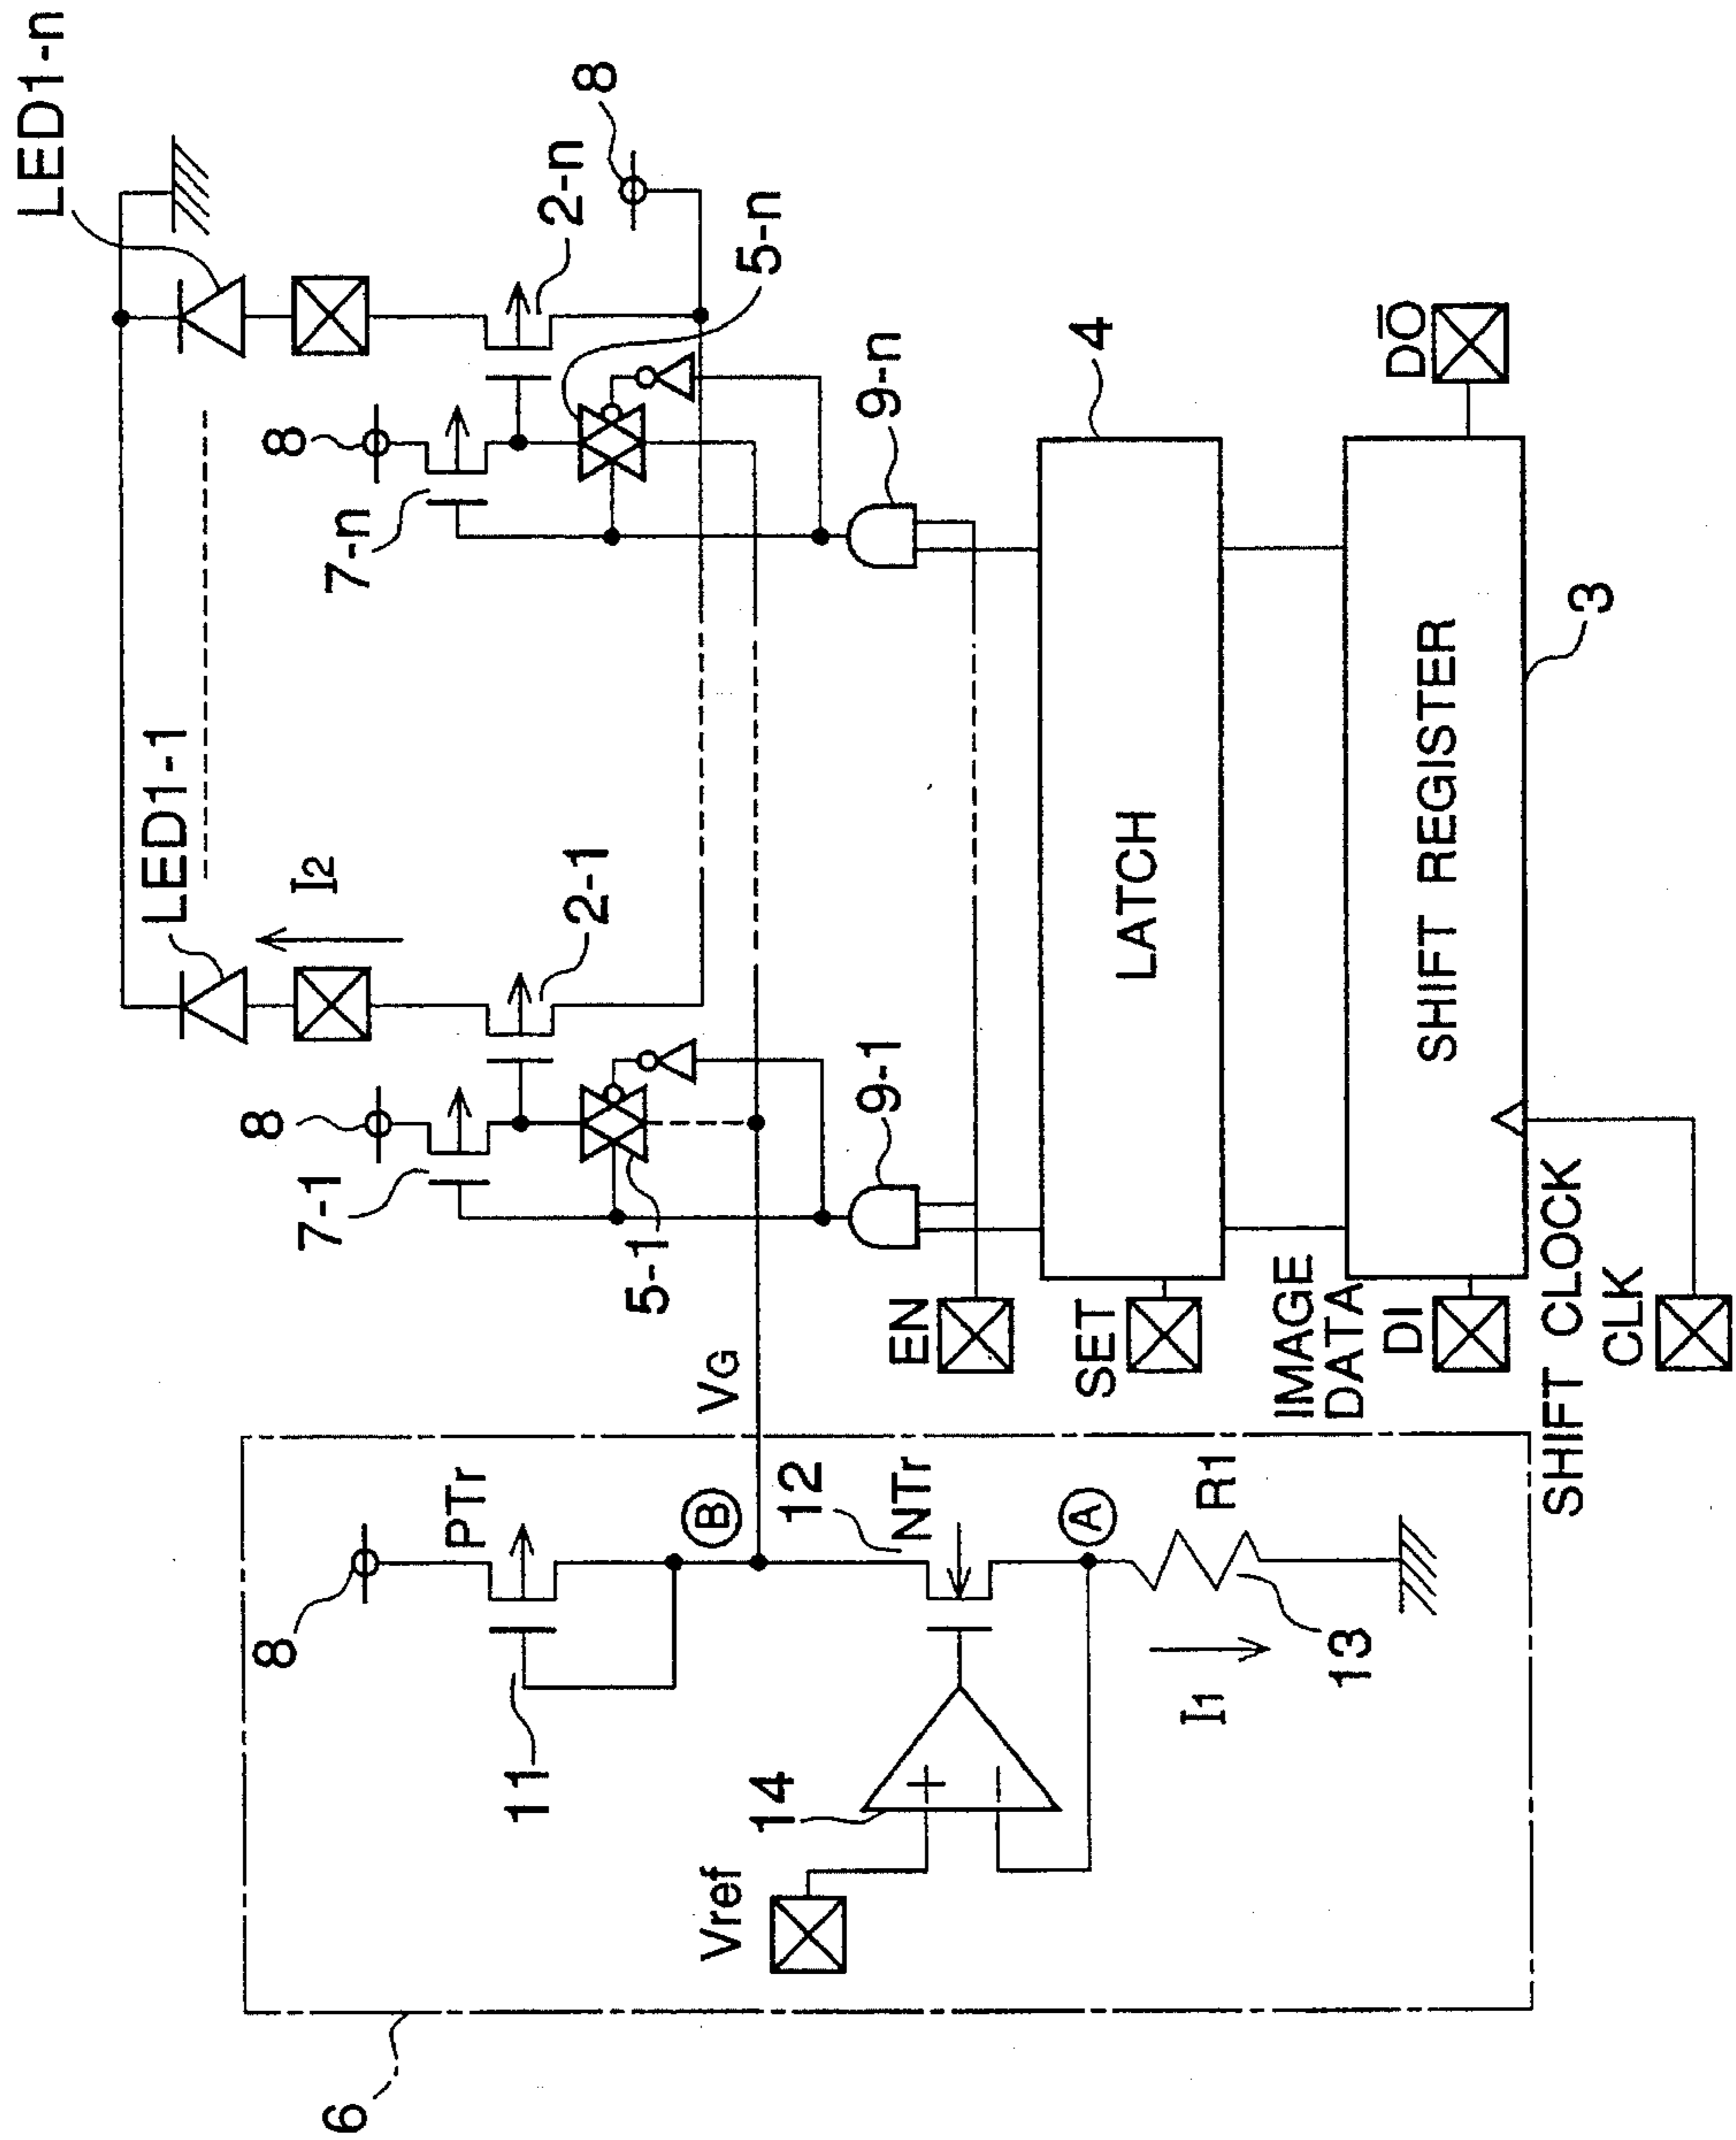 LED1-n
LED1-1
I2
8
8
8
8
7-1
7-n
2-1
2-n
5-1
5-n
PTr
11
B
VG
Vref
14
12
NTr
A
I1
13
R1
6
EN
9-1
9-n
SET
LATCH
4
IMAGE
DATA
DI
SHIFT REGISTER
DO̅
3
SHIFT CLOCK
CLK
+
−